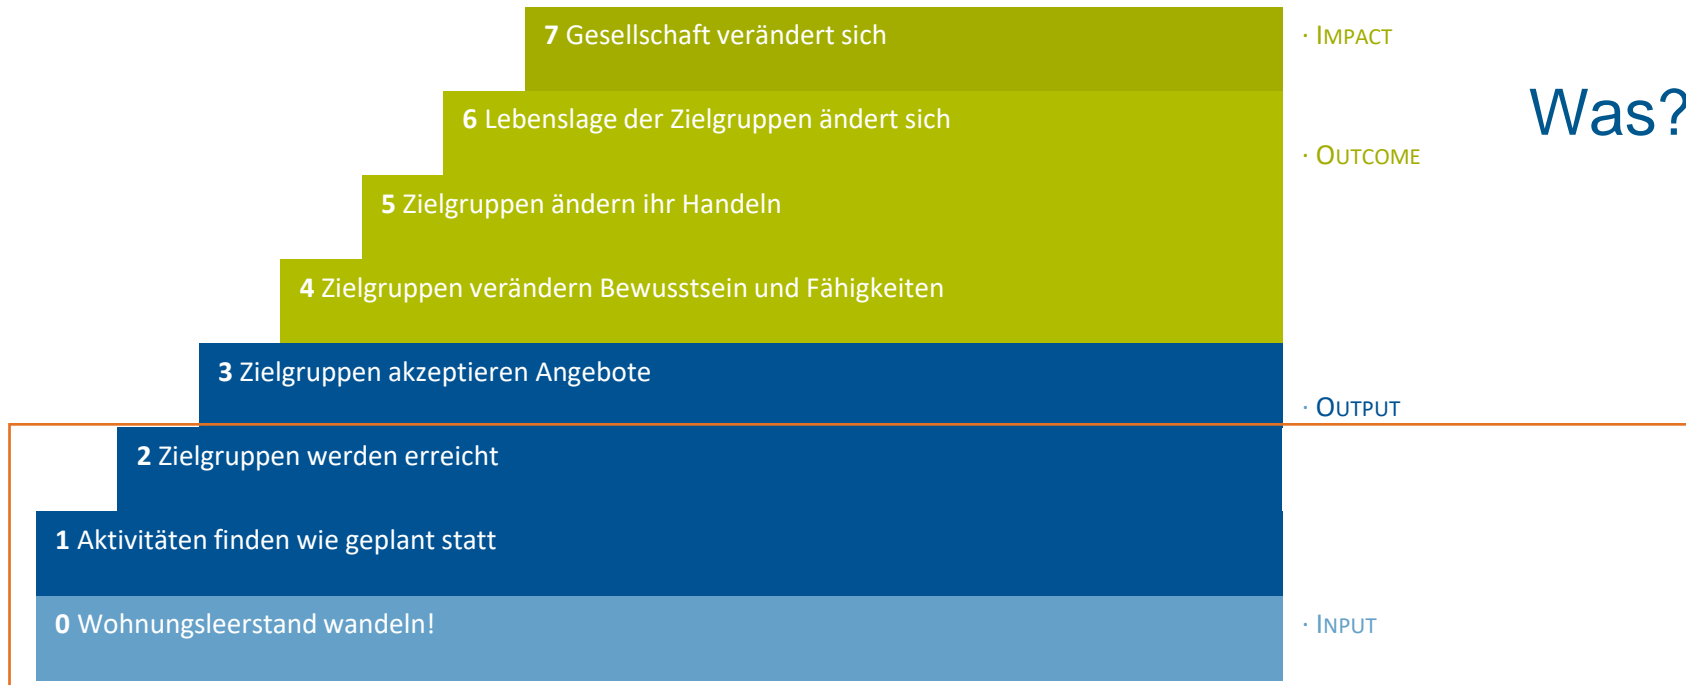 7 Gesellschaft verändert sich
· IMPACT
Was?
6 Lebenslage der Zielgruppen ändert sich
· OUTCOME
5 Zielgruppen ändern ihr Handeln
4 Zielgruppen verändern Bewusstsein und Fähigkeiten
3 Zielgruppen akzeptieren Angebote
· OUTPUT
2 Zielgruppen werden erreicht
1 Aktivitäten finden wie geplant statt
0 Wohnungsleerstand wandeln!
· INPUT